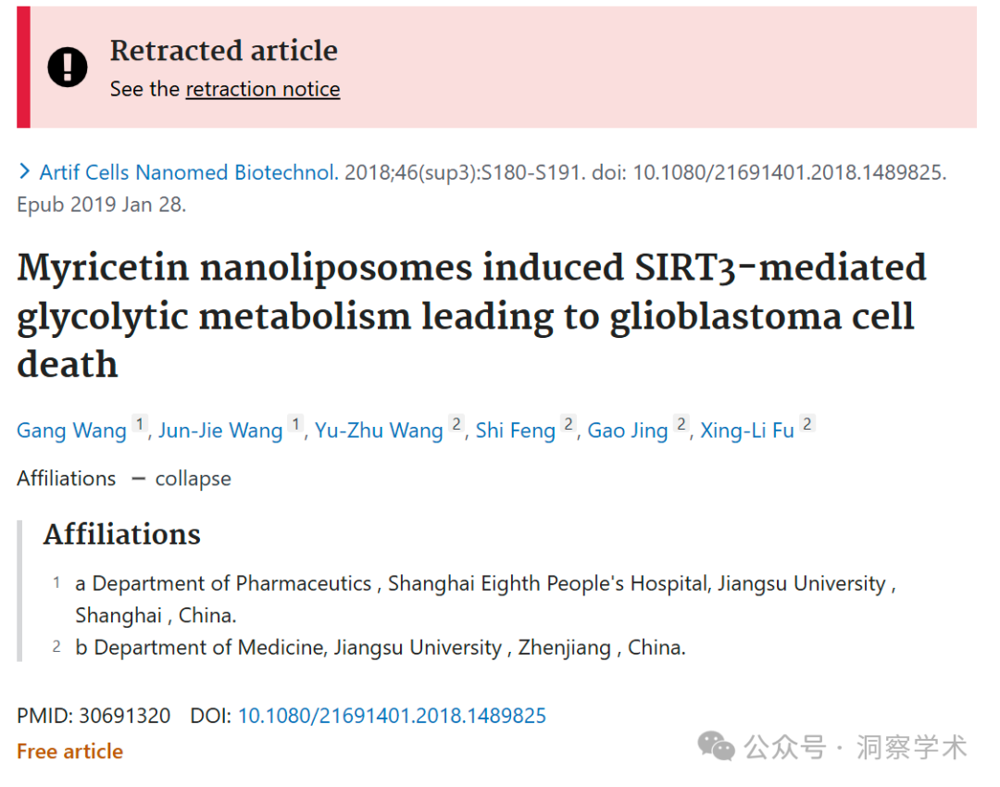 Retracted article
See the retraction notice
> Artif Cells Nanomed Biotechnol. 2018;46(sup3):S180-S191. doi: 10.1080/21691401.2018.1489825.
Epub 2019 Jan 28.
Myricetin nanoliposomes induced SIRT3-mediated
glycolytic metabolism leading to glioblastoma cell
death
Gang Wang 1, Jun-Jie Wang 1, Yu-Zhu Wang 2, Shi Feng 2, Gao Jing 2, Xing-Li Fu 2
Affiliations — collapse
Affiliations
1 a Department of Pharmaceutics , Shanghai Eighth People's Hospital, Jiangsu University ,
Shanghai , China.
2 b Department of Medicine, Jiangsu University , Zhenjiang , China.
PMID: 30691320 DOI: 10.1080/21691401.2018.1489825
Free article
公众号 · 洞察学术